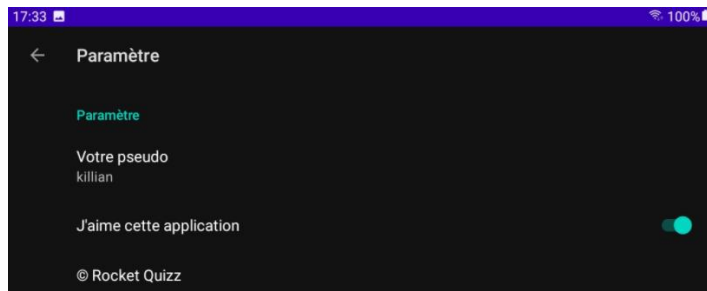 17:33 100%
Paramètre
Paramètre
Votre pseudo
killian
J'aime cette application
© Rocket Quizz